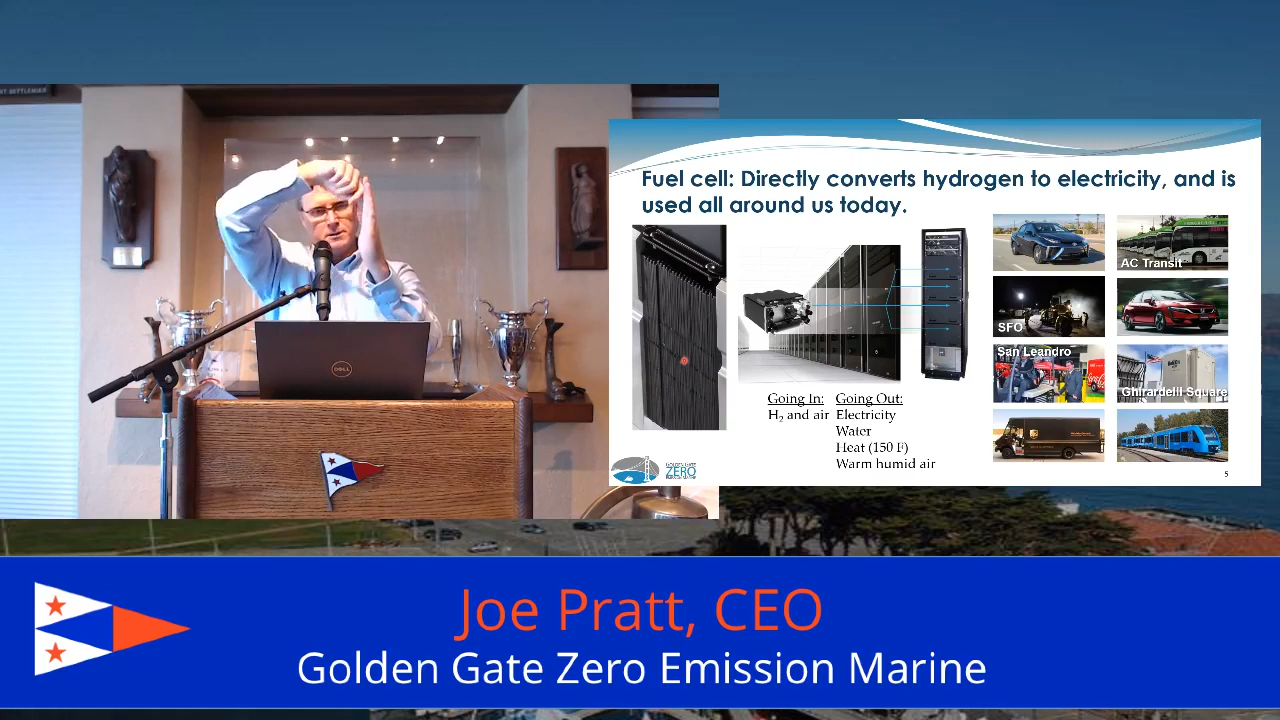 Fuel cell: Directly converts hydrogen to electricity, and is
used all around us today.
AC Transit
SFO
San Leandro
Ghirardelli Square
Going In:
H₂ and air
Going Out:
Electricity
Water
Heat (150 F)
Warm humid air
ZERO
5
DELL
Joe Pratt, CEO
Golden Gate Zero Emission Marine